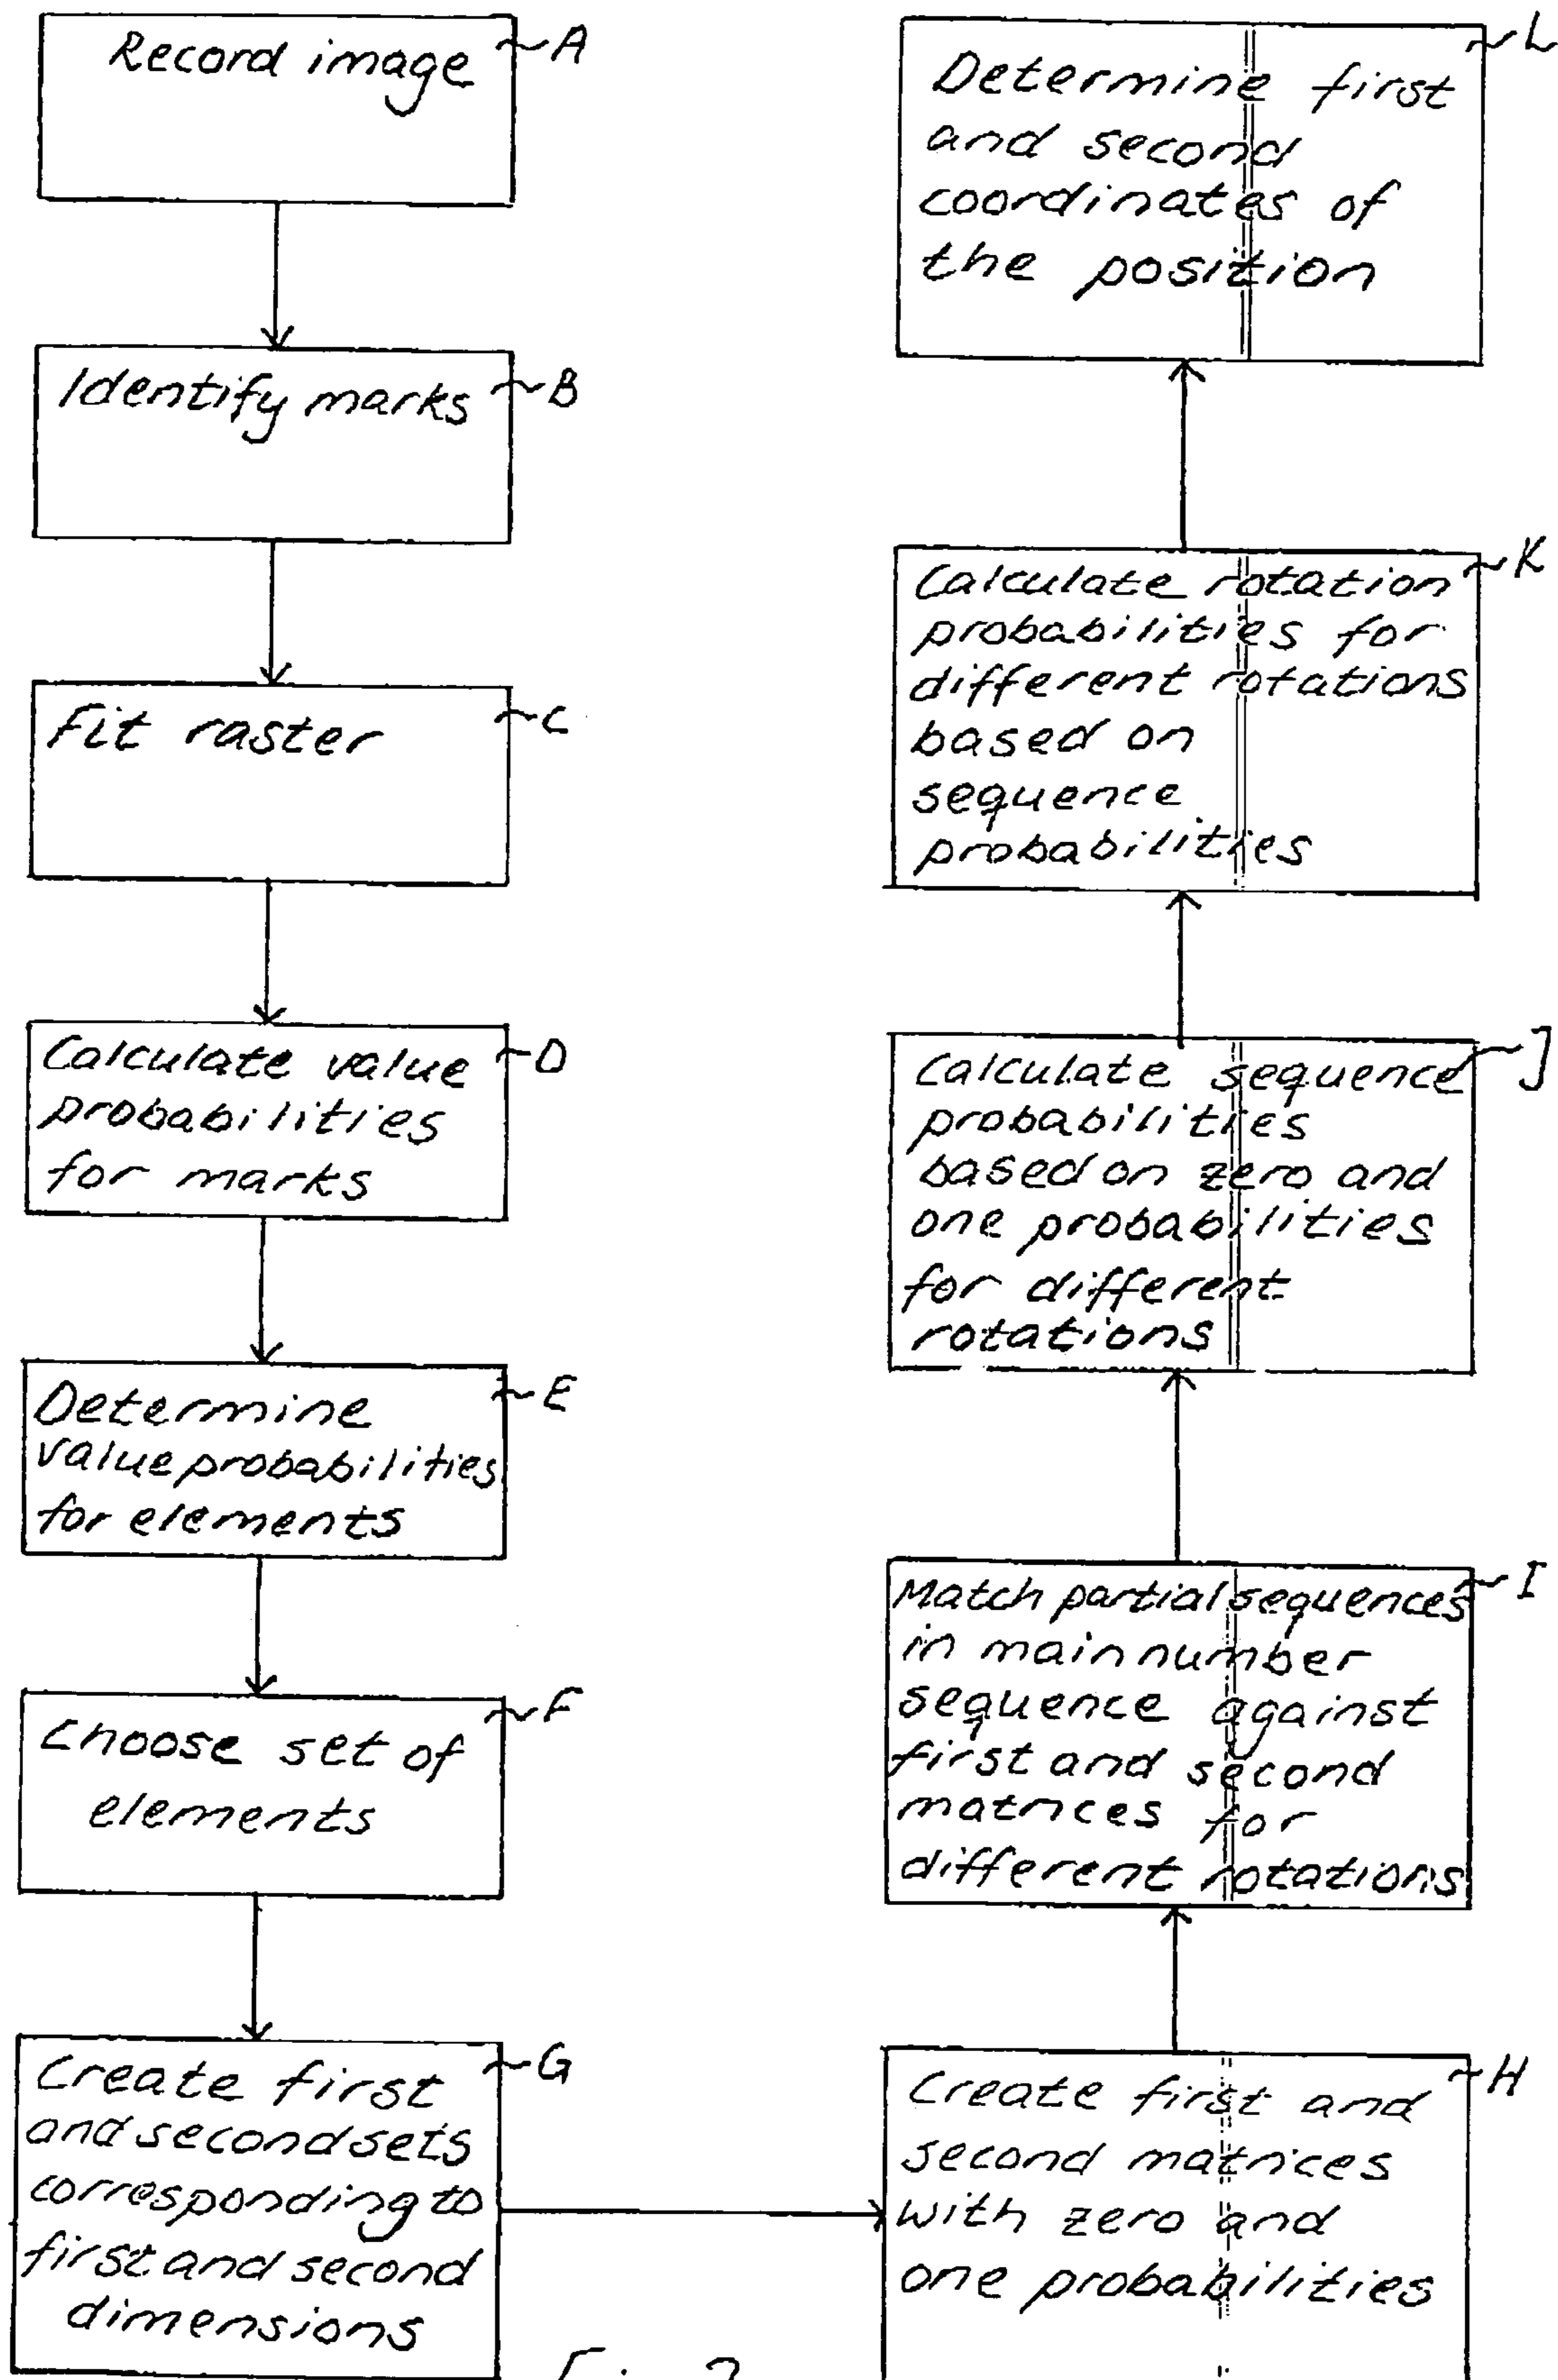 Record image
A
Identify marks
B
Fit raster
C
Calculate value
probabilities
for marks
D
Determine
value probabilities
for elements
E
Choose set of
elements
F
Create first
and second sets
corresponding to
first and second
dimensions
G
Create first and
second matrices
with zero and
one probabilities
H
Match partial sequences
in main number
sequence against
first and second
matrices for
different rotations
I
Calculate sequence
probabilities
based on zero and
one probabilities
for different
rotations
J
Calculate rotation
probabilities for
different rotations
based on
sequence
probabilities
K
Determine first
and second
coordinates of
the position
L